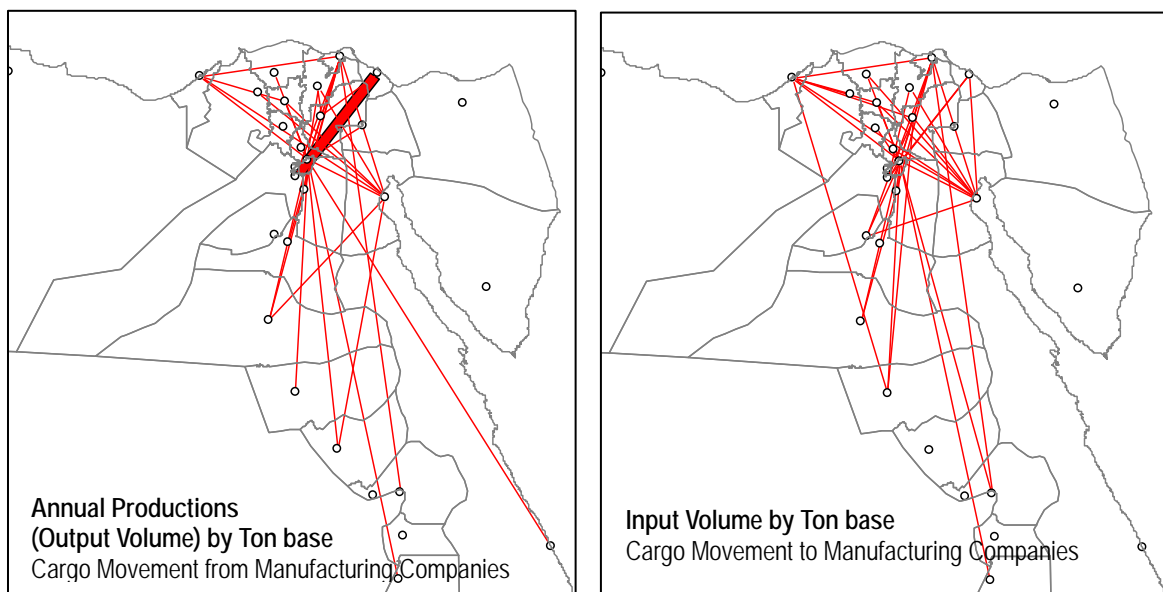 Annual Productions
(Output Volume) by Ton base
Cargo Movement from Manufacturing Companies
Input Volume by Ton base
Cargo Movement to Manufacturing Companies